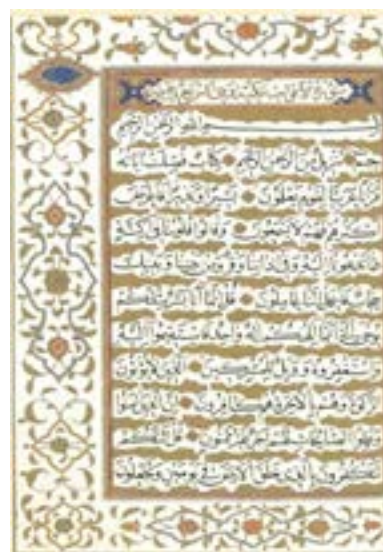 بسم الله الرحمن الرحيم
حم تنزيل من الرحمن الرحيم كتاب فصلت آياته
قرآنا عربيا لقوم يعلمون بشيرا ونذيرا فأعرض
أكثرهم فهم لا يسمعون وقالوا قلوبنا في أكنة
مما تدعونا إليه وفي آذاننا وقر ومن بيننا وبينك
حجاب فاعمل إننا عاملون قل إنما أنا بشر مثلكم
يوحى إلي أنما إلهكم إله واحد فاستقيموا إليه
واستغفروه وويل للمشركين الذين لا يؤتون
الزكوة وهم بالآخرة هم كافرون إن الذين آمنوا
وعملوا الصالحات لهم أجر غير ممنون قل أئنكم
لتكفرون بالذي خلق الأرض في يومين وتجعلون